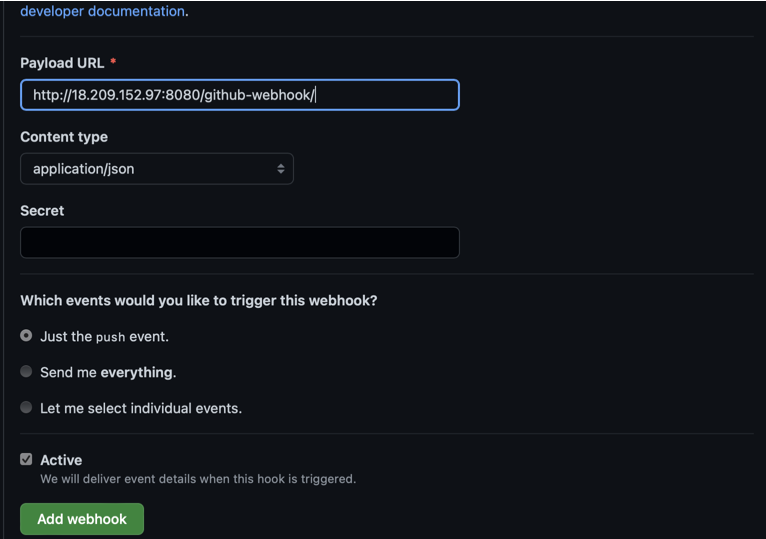 developer documentation.
Payload URL *
http://18.209.152.97:8080/github-webhook/
Content type
application/json
Secret
Which events would you like to trigger this webhook?
Just the push event.
Send me everything.
Let me select individual events.
Active
We will deliver event details when this hook is triggered.
Add webhook